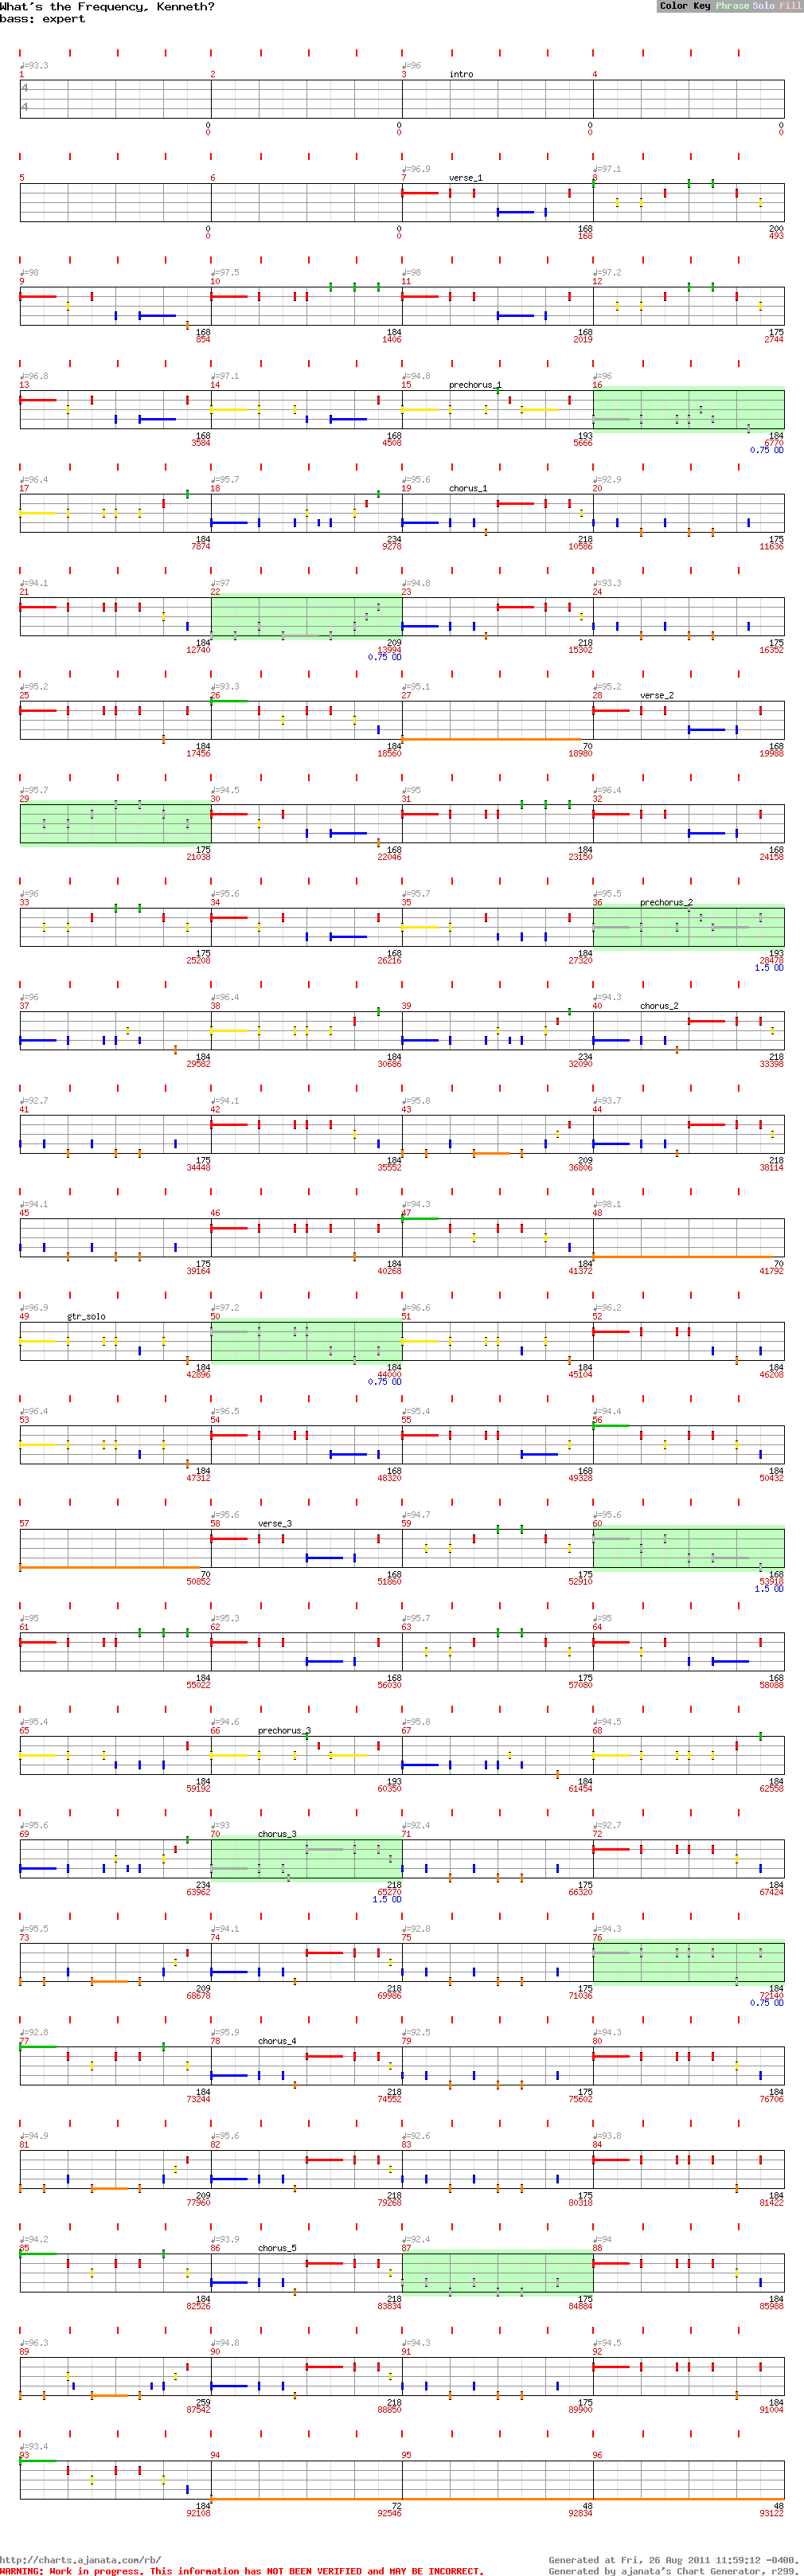 What's the Frequency, Kenneth?
Color Key Phrase Solo Fill
bass: expert
♩=93.3 ♩=96
1 2 3 intro 4
4
4
0 0 0 0
0 0 0 0
♩=96.9 ♩=97.1
5 6 7 verse_1 8
0 0 168 200
0 0 168 493
♩=98 ♩=97.5 ♩=98 ♩=97.2
9 10 11 12
168 184 168 175
854 1406 2019 2744
♩=96.8 ♩=97.1 ♩=94.8 ♩=96
13 14 15 prechorus_1 16
168 168 193 184
3584 4508 5666 6770
0.75 OD
♩=96.4 ♩=95.7 ♩=95.6 ♩=92.9
17 18 19 chorus_1 20
184 234 218 175
7874 9278 10586 11636
♩=94.1 ♩=97 ♩=94.8 ♩=93.3
21 22 23 24
184 209 218 175
12740 13994 15302 16352
0.75 OD
♩=95.2 ♩=93.3 ♩=95.1 ♩=95.2
25 26 27 28 verse_2
184 184 70 168
17456 18560 18980 19988
♩=95.7 ♩=94.5 ♩=95 ♩=96.4
29 30 31 32
175 168 184 168
21038 22046 23150 24158
♩=96 ♩=95.6 ♩=95.7 ♩=95.5
33 34 35 36 prechorus_2
175 168 184 193
25208 26216 27320 28478
1.5 OD
♩=96 ♩=96.4 ♩=94.3
37 38 39 40 chorus_2
184 184 234 218
29582 30686 32090 33398
♩=92.7 ♩=94.1 ♩=95.8 ♩=93.7
41 42 43 44
175 184 209 218
34448 35552 36806 38114
♩=94.1 ♩=94.3 ♩=98.1
45 46 47 48
175 184 184 70
39164 40268 41372 41792
♩=96.9 ♩=97.2 ♩=96.6 ♩=96.2
49 gtr_solo 50 51 52
184 184 184 184
42896 44000 45104 46208
0.75 OD
♩=96.4 ♩=96.5 ♩=95.4 ♩=94.4
53 54 55 56
184 168 168 184
47312 48320 49328 50432
♩=95.6 ♩=94.7 ♩=95.6
57 58 verse_3 59 60
70 168 175 168
50852 51860 52910 53918
1.5 OD
♩=95 ♩=95.3 ♩=95.7 ♩=95
61 62 63 64
184 168 175 168
55022 56030 57080 58088
♩=95.4 ♩=94.6 ♩=95.8 ♩=94.5
65 66 prechorus_3 67 68
184 193 184 184
59192 60350 61454 62558
♩=95.6 ♩=93 ♩=92.4 ♩=92.7
69 70 chorus_3 71 72
234 218 175 184
63962 65270 66320 67424
1.5 OD
♩=95.5 ♩=94.1 ♩=92.8 ♩=94.3
73 74 75 76
209 218 175 184
68678 69986 71036 72140
0.75 OD
♩=92.8 ♩=95.9 ♩=92.5 ♩=94.3
77 78 chorus_4 79 80
184 218 175 184
73244 74552 75602 76706
♩=94.9 ♩=95.6 ♩=92.6 ♩=93.8
81 82 83 84
209 218 175 184
77960 79268 80318 81422
♩=94.2 ♩=93.9 ♩=92.4 ♩=94
85 86 chorus_5 87 88
184 218 175 184
82526 83834 84884 85988
♩=96.3 ♩=94.8 ♩=94.3 ♩=94.5
89 90 91 92
259 218 175 184
87542 88850 89900 91004
♩=93.4
93 94 95 96
184 72 48 48
92108 92546 92834 93122
http://charts.ajanata.com/rb/ Generated at Fri, 26 Aug 2011 11:59:12 -0400.
WARNING: Work in progress. This information has NOT BEEN VERIFIED and MAY BE INCORRECT. Generated by ajanata's Chart Generator, r299.